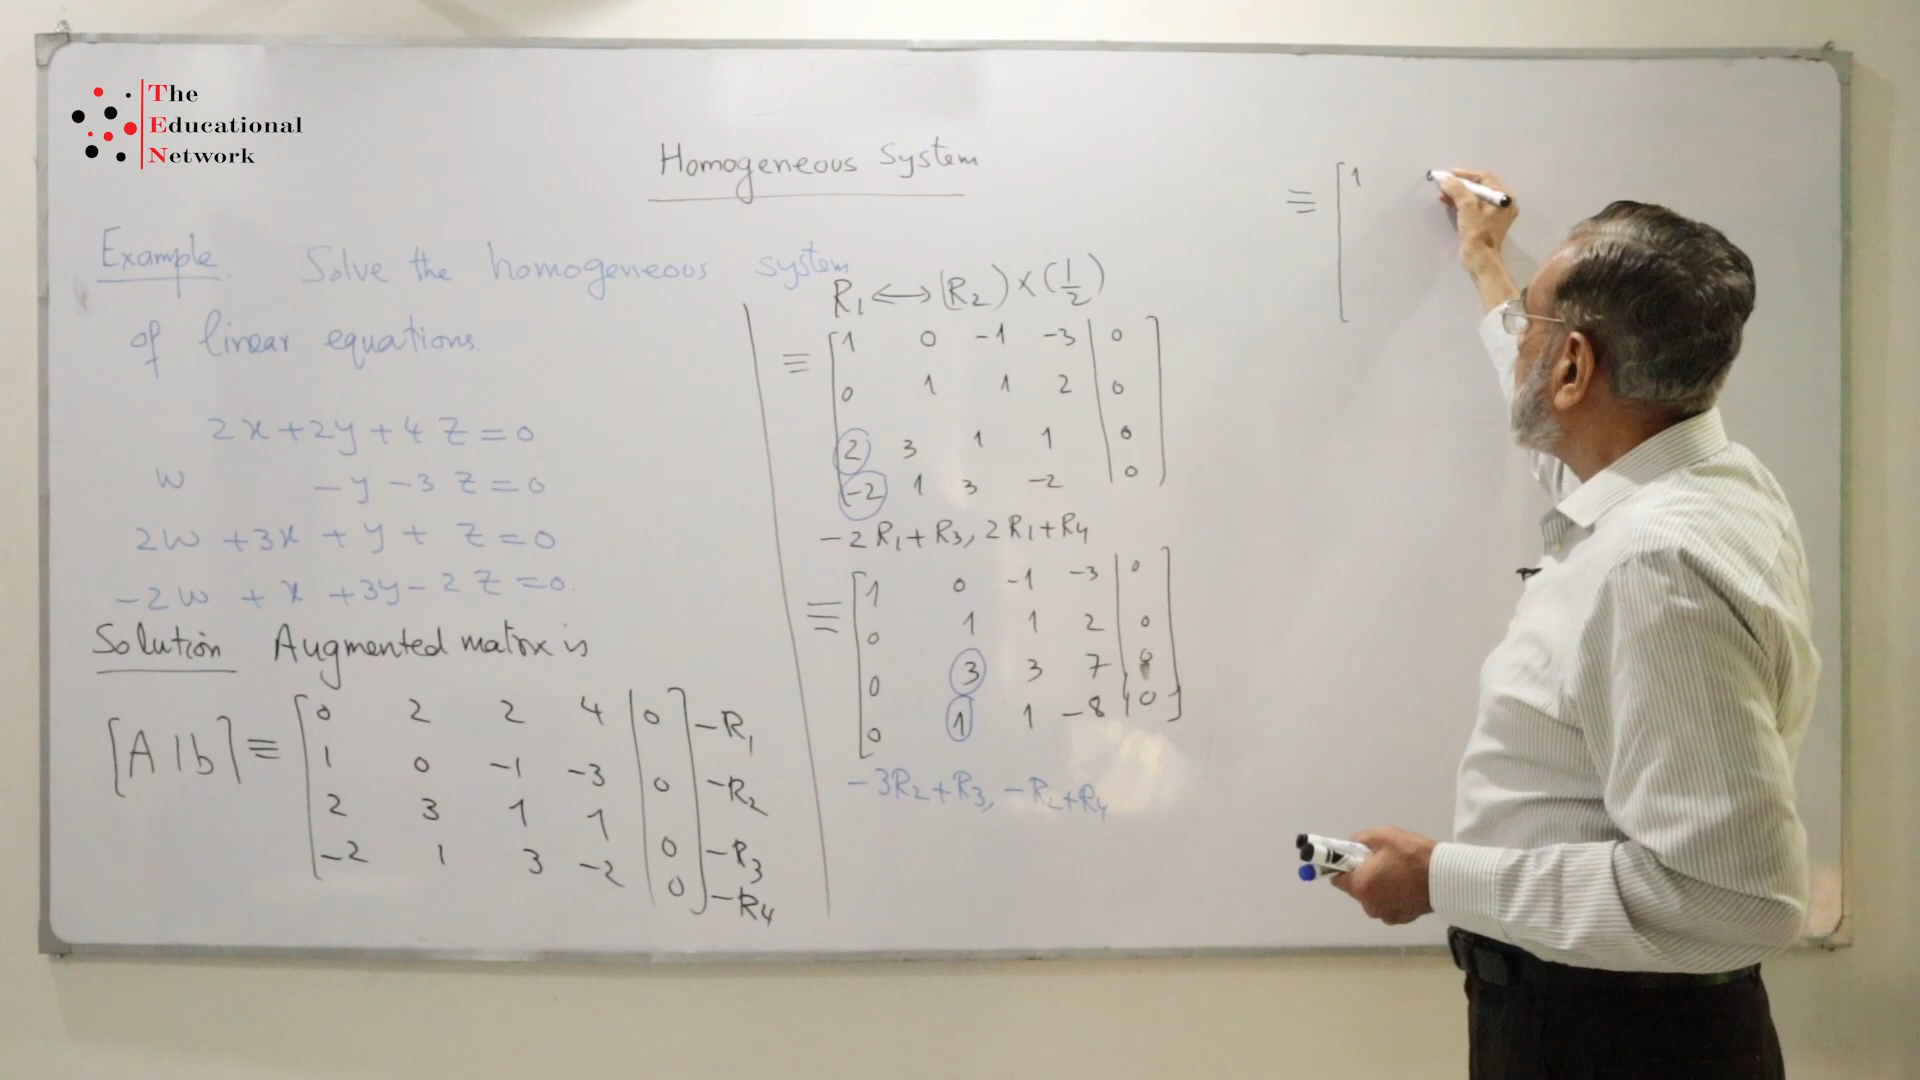 The
Educational
Network
Homogeneous System
Example Solve the homogeneous system
of linear equations.
2x+2y+4z=0
w -y-3z=0
2w+3x+y+z=0
-2w+x+3y-2z=0.
Solution Augmented matrix is
[A|b] ≡ [0 2 2 4 | 0] -R₁
1 0 -1 -3 | 0 -R₂
2 3 1 1 | 0 -R₃
-2 1 3 -2 | 0 -R₄
R₁ ↔ (R₂)×(1/2)
≡ [1 0 -1 -3 | 0]
0 1 1 2 | 0
2 3 1 1 | 0
-2 1 3 -2 | 0
-2R₁+R₃, 2R₁+R₄
≡ [1 0 -1 -3 | 0]
0 1 1 2 | 0
0 3 3 7 | 0
0 1 1 -8 | 0
-3R₂+R₃, -R₂+R₄
≡ [1 0